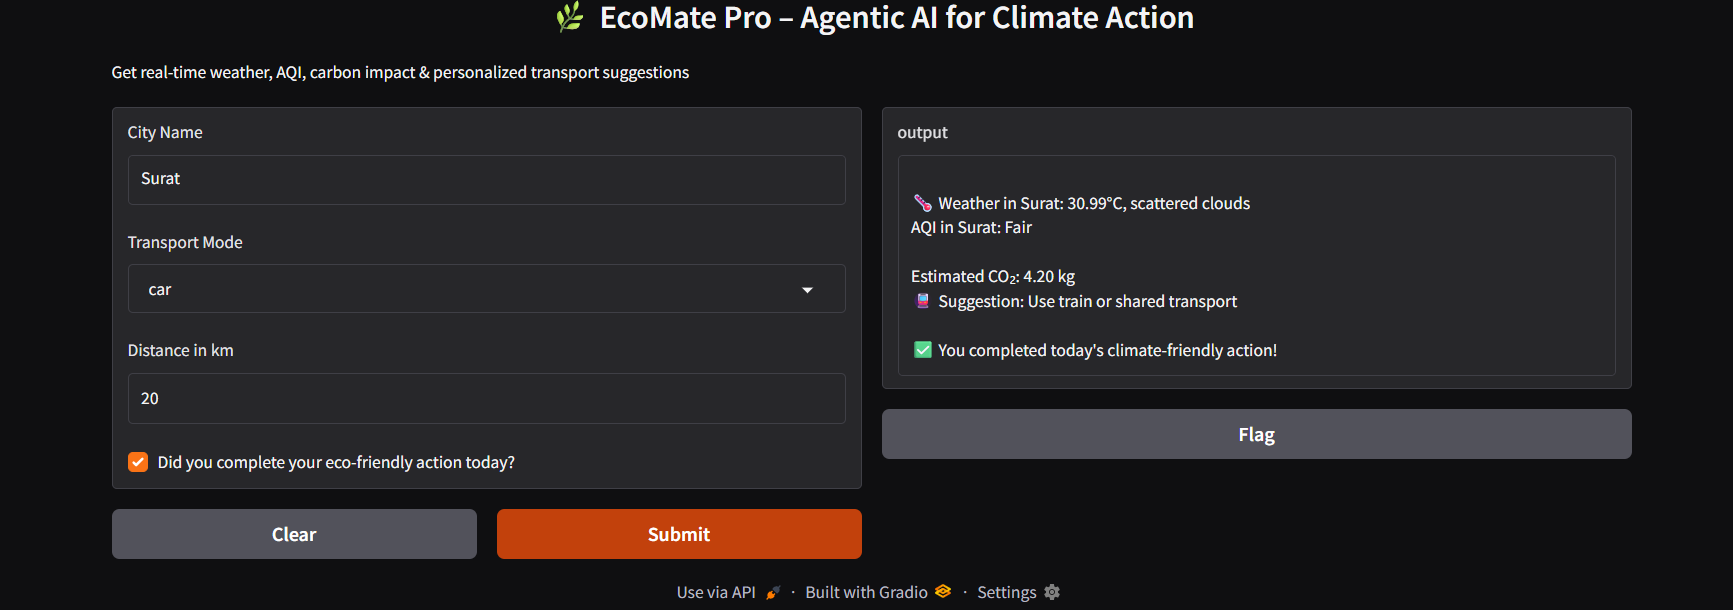 🌿 EcoMate Pro – Agentic AI for Climate Action
Get real-time weather, AQI, carbon impact & personalized transport suggestions
City Name
Surat
Transport Mode
car
Distance in km
20
Did you complete your eco-friendly action today?
Clear
Submit
output
🌡️ Weather in Surat: 30.99°C, scattered clouds
AQI in Surat: Fair
Estimated CO₂: 4.20 kg
🚆 Suggestion: Use train or shared transport
✅ You completed today's climate-friendly action!
Flag
Use via API · Built with Gradio · Settings